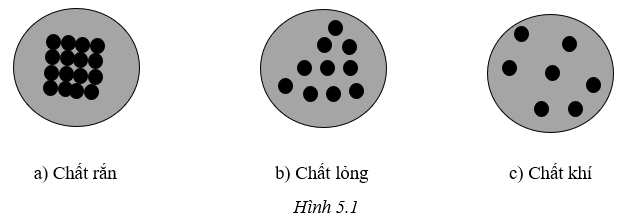 a) Chất rắn
b) Chất lỏng
c) Chất khí
Hình 5.1